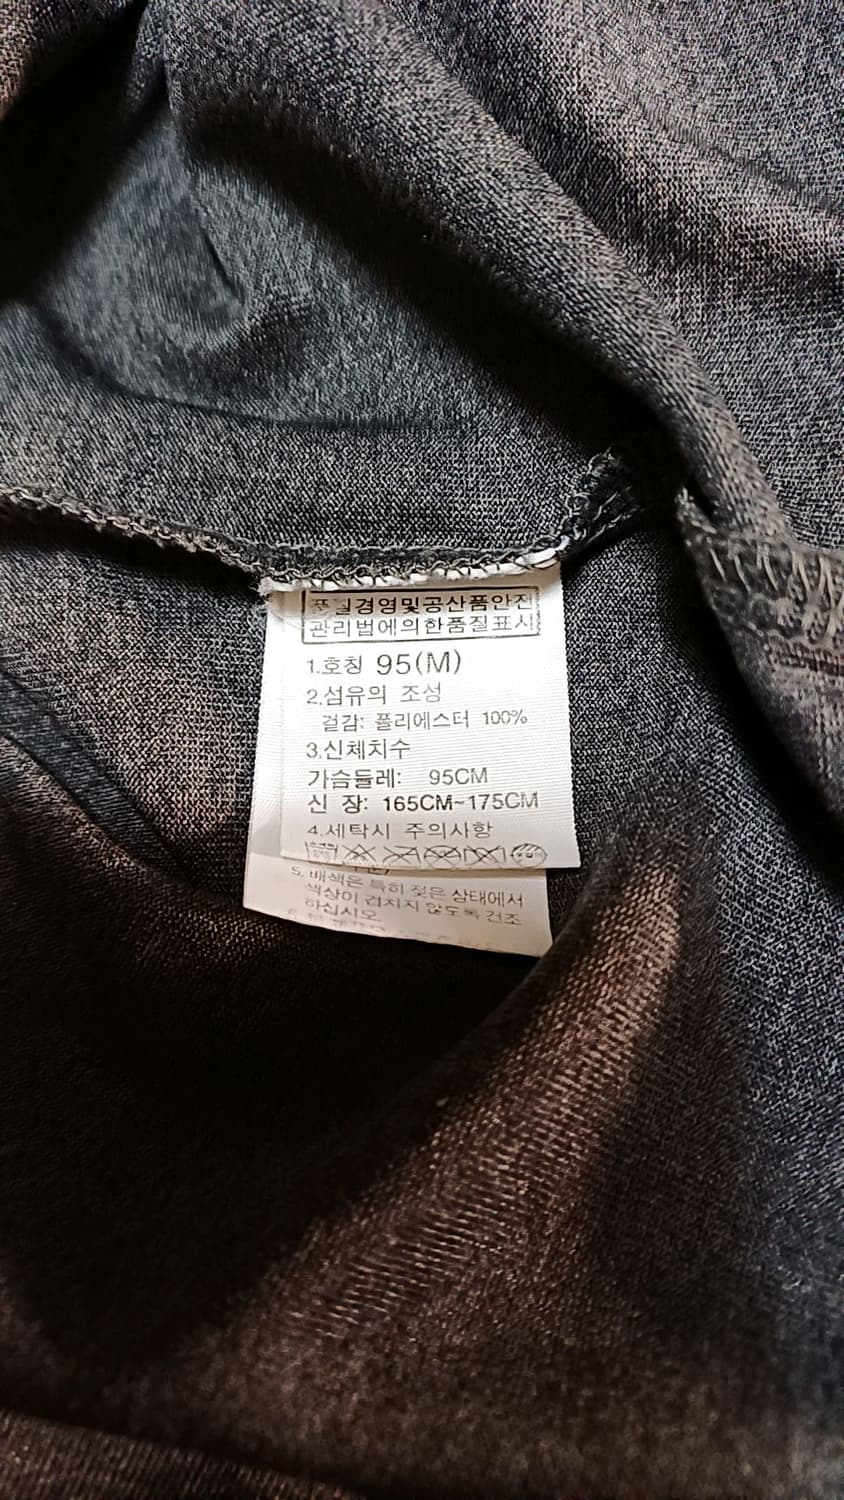 품질경영및공산품안전
관리법에의한품질표시
1.호칭 95(M)
2.섬유의 조성
겉감: 폴리에스터 100%
3.신체치수
가슴둘레: 95CM
신 장: 165CM~175CM
4.세탁시 주의사항
5. 배색은 특히 젖은 상태에서
색상이 겹치지 않도록 건조
하십시오